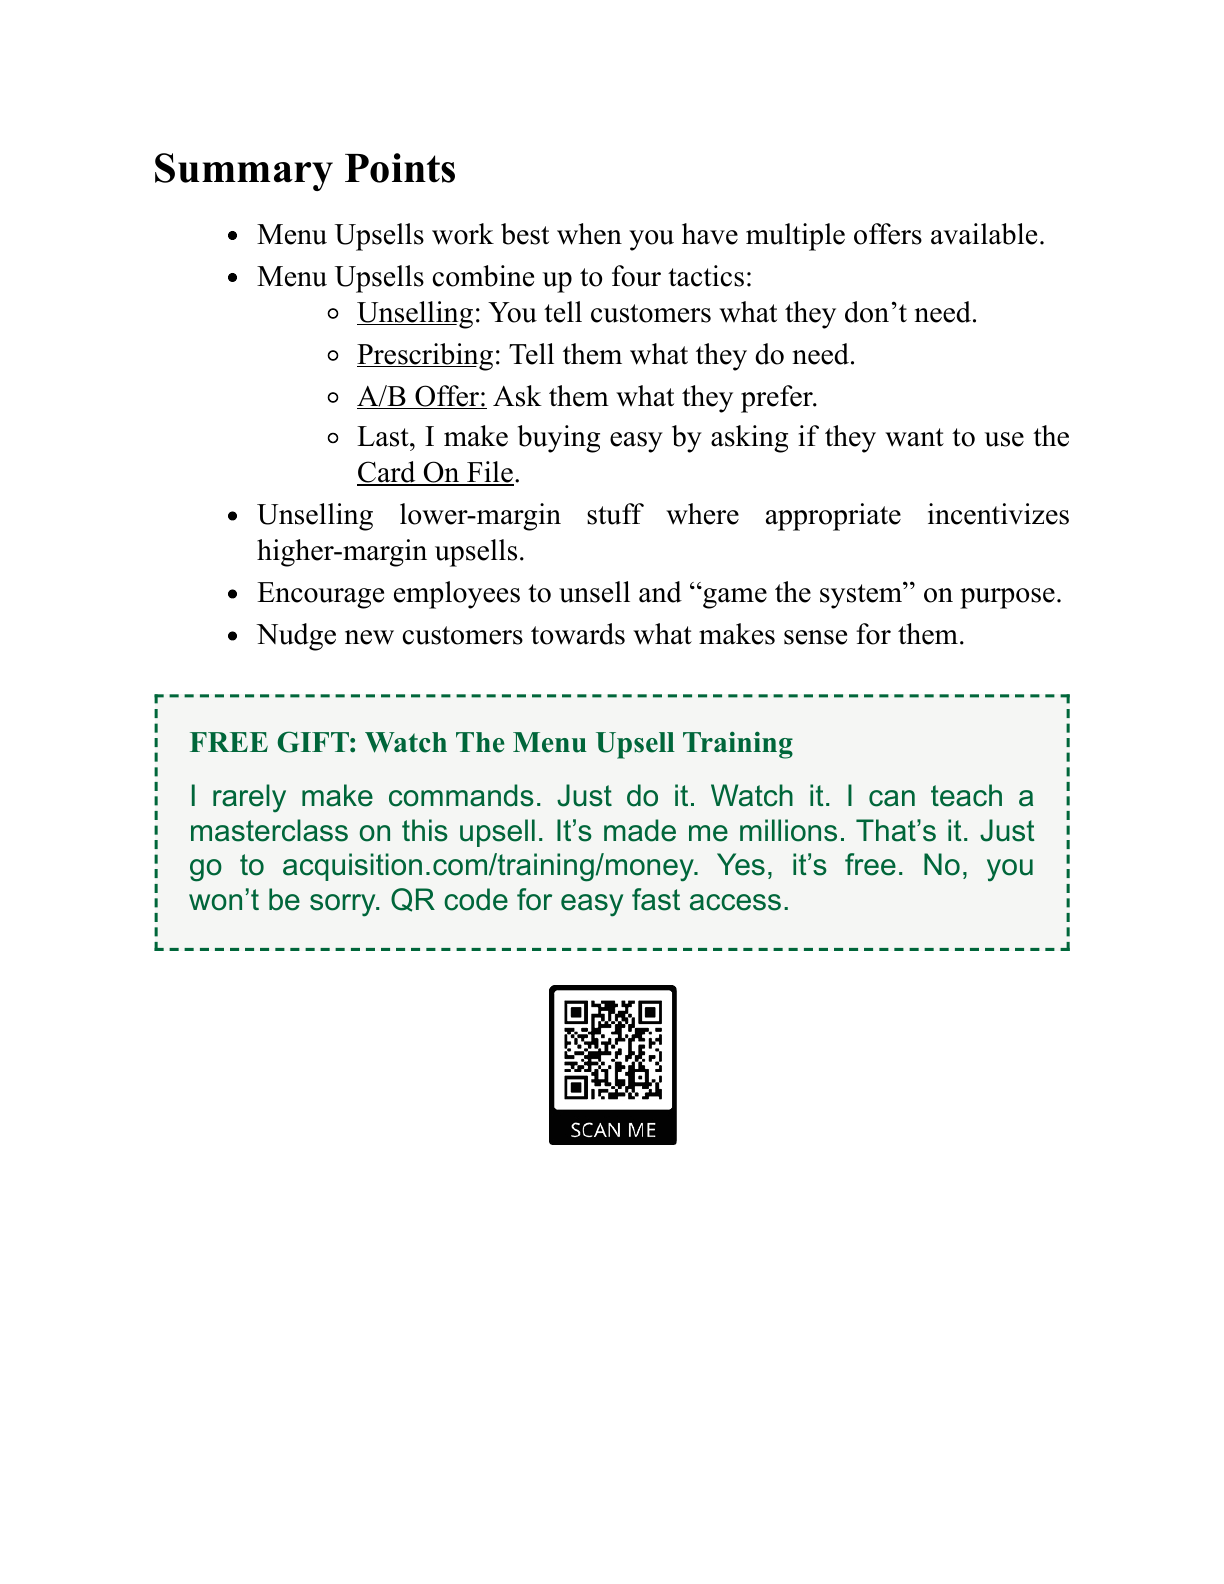 Summary Points
• Menu Upsells work best when you have multiple offers available.
• Menu Upsells combine up to four tactics:
○ Unselling: You tell customers what they don’t need.
○ Prescribing: Tell them what they do need.
○ A/B Offer: Ask them what they prefer.
○ Last, I make buying easy by asking if they want to use the
Card On File.
• Unselling lower-margin stuff where appropriate incentivizes
higher-margin upsells.
• Encourage employees to unsell and “game the system” on purpose.
• Nudge new customers towards what makes sense for them.
FREE GIFT: Watch The Menu Upsell Training
I rarely make commands. Just do it. Watch it. I can teach a
masterclass on this upsell. It’s made me millions. That’s it. Just
go to acquisition.com/training/money. Yes, it’s free. No, you
won’t be sorry. QR code for easy fast access.
SCAN ME